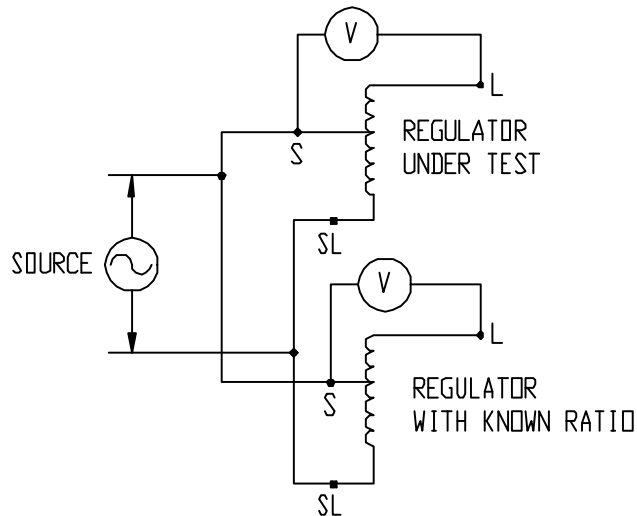 V
L
REGULATOR
UNDER TEST
S
SL
SOURCE
V
L
REGULATOR
WITH KNOWN RATIO
S
SL